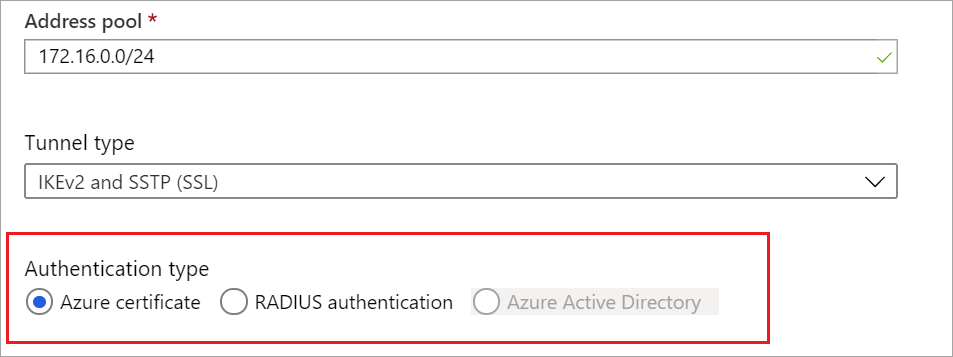 Address pool *
172.16.0.0/24
Tunnel type
IKEv2 and SSTP (SSL)
Authentication type
Azure certificate RADIUS authentication Azure Active Directory